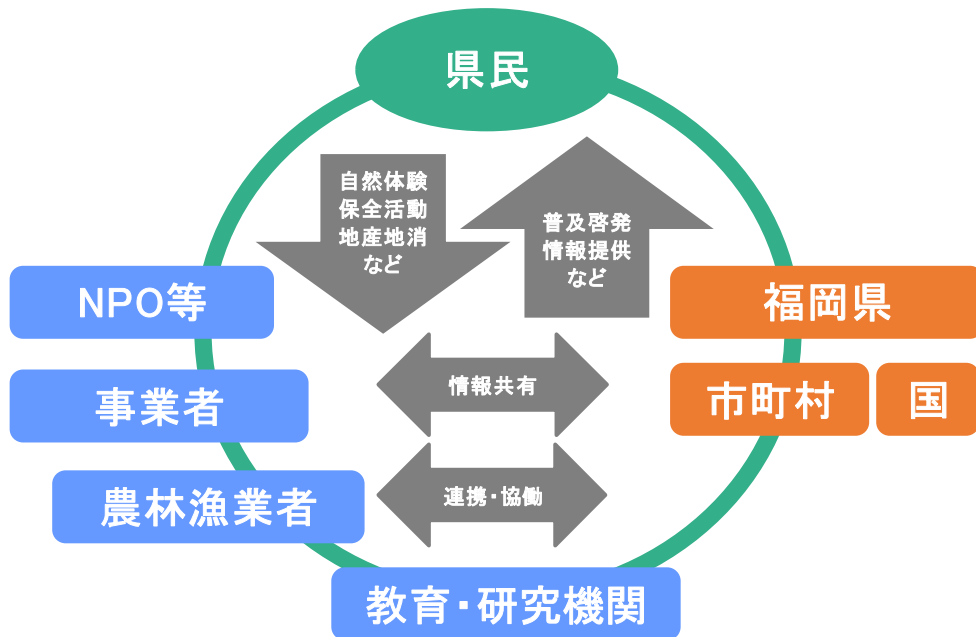 県民
自然体験
保全活動
地産地消
など
普及啓発
情報提供
など
NPO等
福岡県
事業者
情報共有
市町村
国
農林漁業者
連携・協働
教育・研究機関